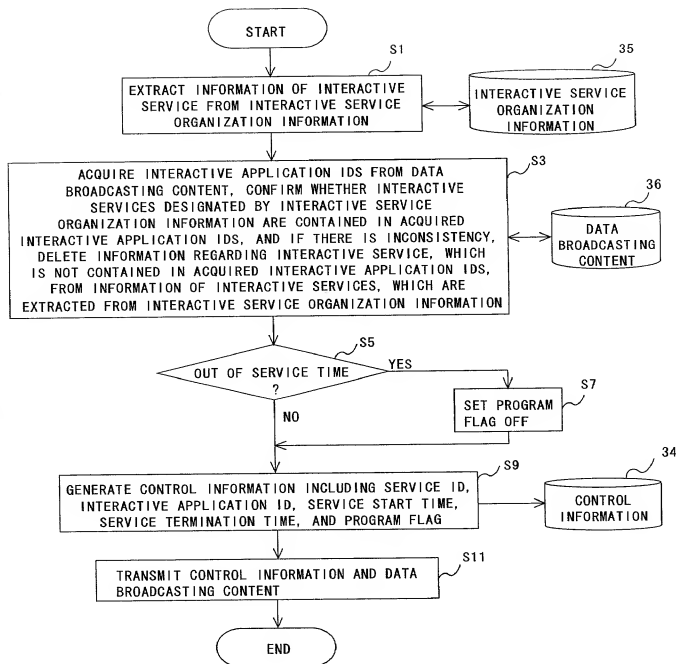 START
S1
EXTRACT INFORMATION OF INTERACTIVE
SERVICE FROM INTERACTIVE SERVICE
ORGANIZATION INFORMATION
35
INTERACTIVE SERVICE
ORGANIZATION
INFORMATION
S3
ACQUIRE INTERACTIVE APPLICATION IDS FROM DATA
BROADCASTING CONTENT, CONFIRM WHETHER INTERACTIVE
SERVICES DESIGNATED BY INTERACTIVE SERVICE
ORGANIZATION INFORMATION ARE CONTAINED IN ACQUIRED
INTERACTIVE APPLICATION IDS, AND IF THERE IS INCONSISTENCY,
DELETE INFORMATION REGARDING INTERACTIVE SERVICE, WHICH
IS NOT CONTAINED IN ACQUIRED INTERACTIVE APPLICATION IDS,
FROM INFORMATION OF INTERACTIVE SERVICES, WHICH ARE
EXTRACTED FROM INTERACTIVE SERVICE ORGANIZATION INFORMATION
36
DATA
BROADCASTING
CONTENT
S5
OUT OF SERVICE TIME
?
YES
NO
S7
SET PROGRAM
FLAG OFF
S9
GENERATE CONTROL INFORMATION INCLUDING SERVICE ID,
INTERACTIVE APPLICATION ID, SERVICE START TIME,
SERVICE TERMINATION TIME, AND PROGRAM FLAG,
34
CONTROL
INFORMATION
S11
TRANSMIT CONTROL INFORMATION AND DATA
BROADCASTING CONTENT
END